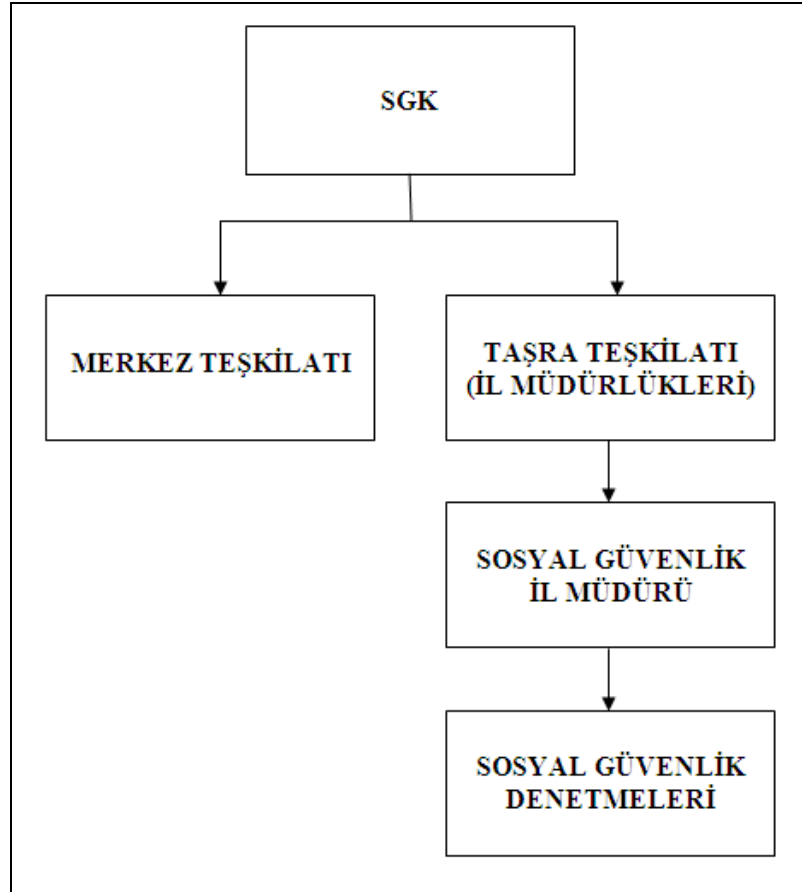 SGK
MERKEZ TEŞKİLATI
TAŞRA TEŞKİLATI
(İL MÜDÜRLÜKLERİ)
SOSYAL GÜVENLİK
İL MÜDÜRÜ
SOSYAL GÜVENLİK
DENETMELERİ